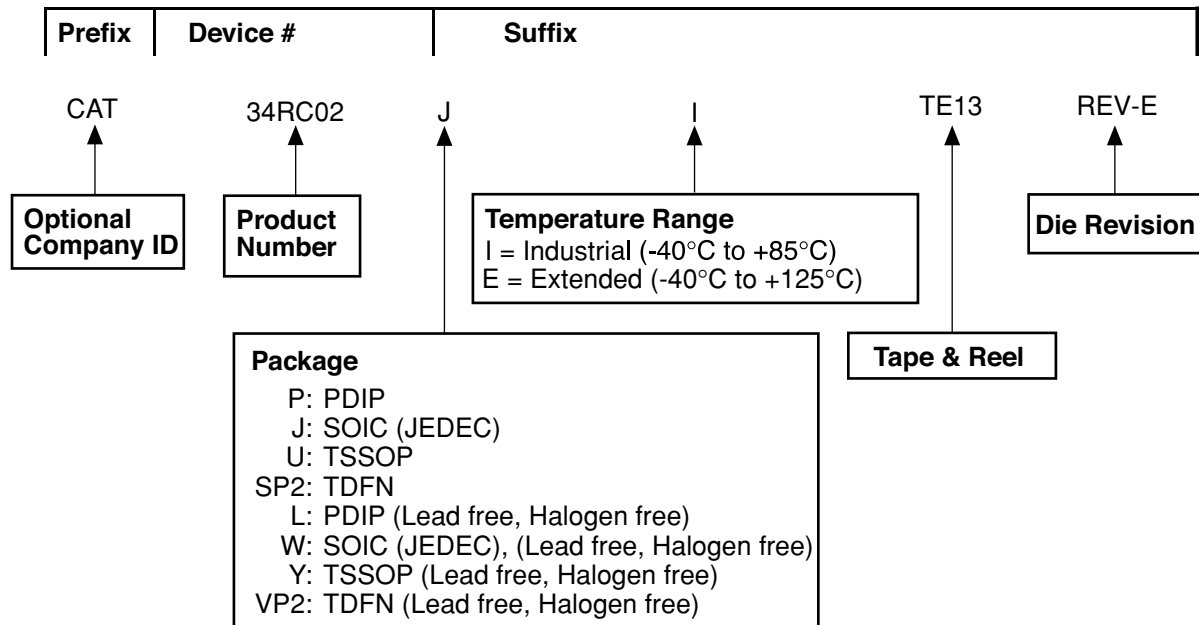 Prefix Device # Suffix
CAT 34RC02 J I TE13 REV-E
Optional
Company ID
Product
Number
Temperature Range
I = Industrial (-40°C to +85°C)
E = Extended (-40°C to +125°C)
Die Revision
Tape & Reel
Package
P: PDIP
J: SOIC (JEDEC)
U: TSSOP
SP2: TDFN
L: PDIP (Lead free, Halogen free)
W: SOIC (JEDEC), (Lead free, Halogen free)
Y: TSSOP (Lead free, Halogen free)
VP2: TDFN (Lead free, Halogen free)